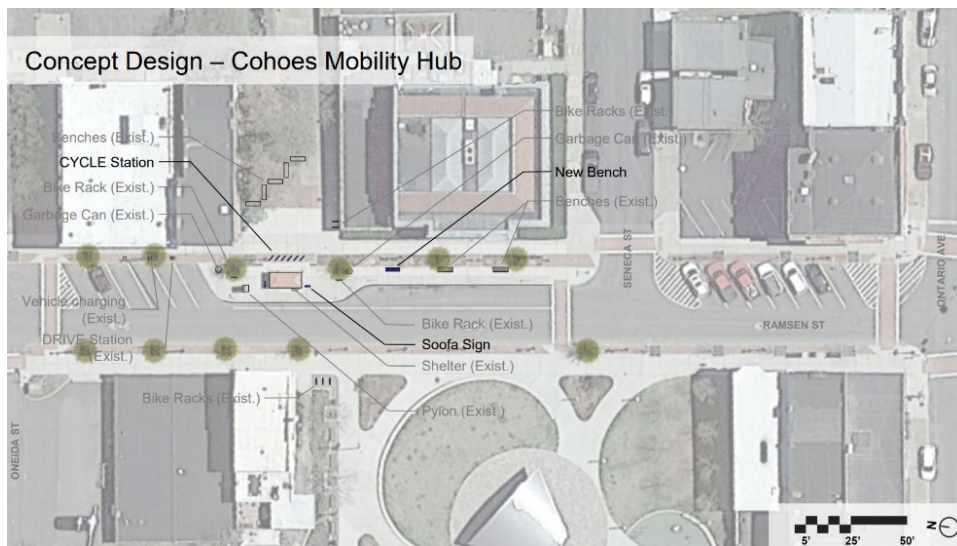 Concept Design – Cohoes Mobility Hub
Benches (Exist.)
CYCLE Station
Bike Rack (Exist.)
Garbage Can (Exist.)
Vehicle charging
(Exist.)
DRIVE Station
(Exist.)
Bike Racks (Exist.)
Bike Racks (Exist.)
Garbage Can (Exist.)
New Bench
Benches (Exist.)
Bike Rack (Exist.)
Soofa Sign
Shelter (Exist.)
Pylon (Exist.)
SENECA ST
ONTARIO AVE
RAMSEN ST
ONEIDA ST
5' 25' 50'
N